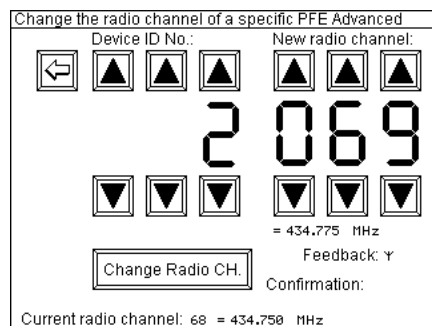 Change the radio channel of a specific PFE Advanced
Device ID No.: New radio channel:
2 069
= 434.775 MHz
Feedback:
Change Radio CH.
Confirmation:
Current radio channel: 68 = 434.750 MHz